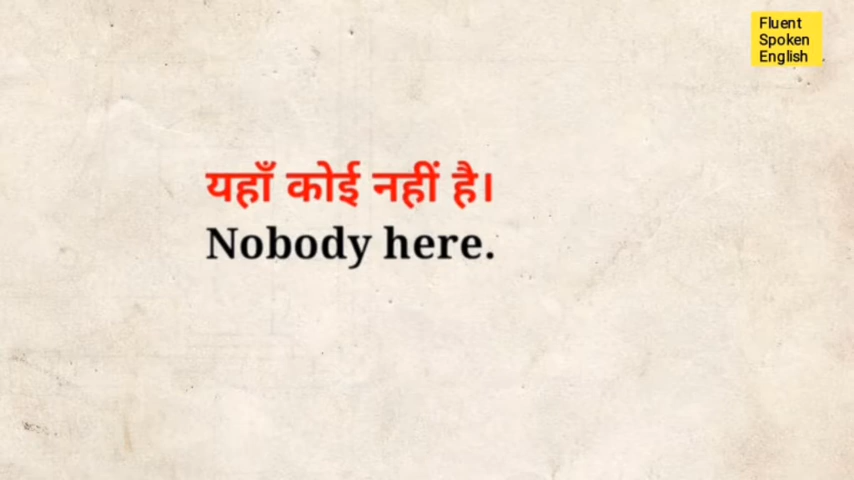 Fluent
Spoken
English
यहाँ कोई नहीं है।
Nobody here.